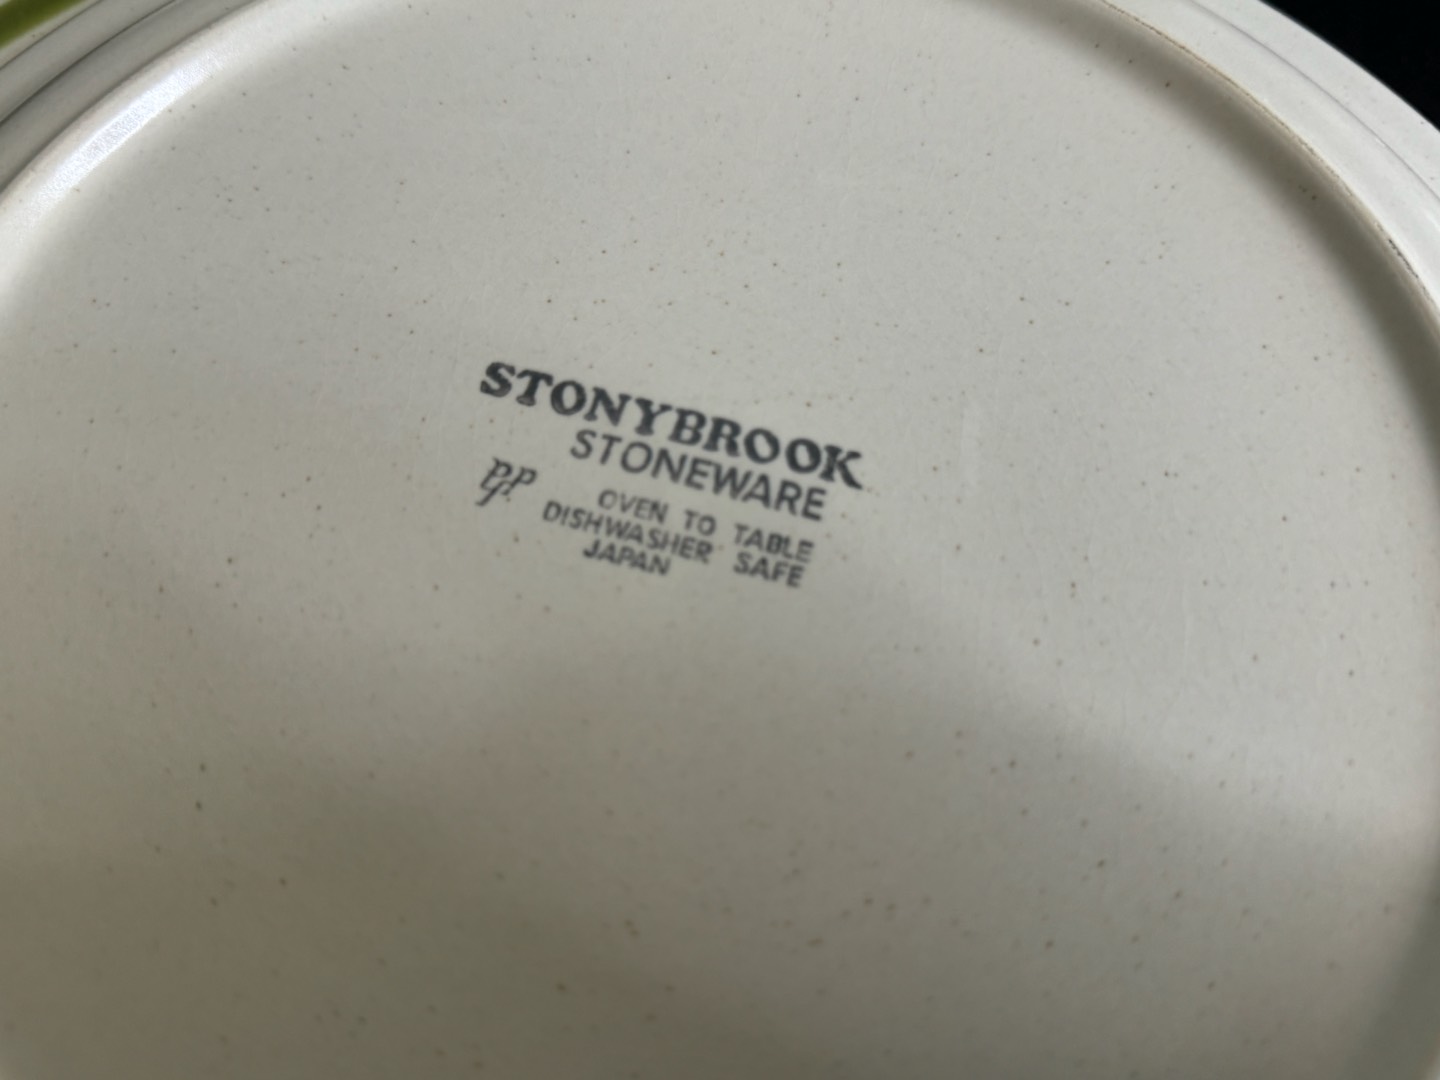 STONYBROOK
STONEWARE
OVEN TO TABLE
DISHWASHER SAFE
JAPAN